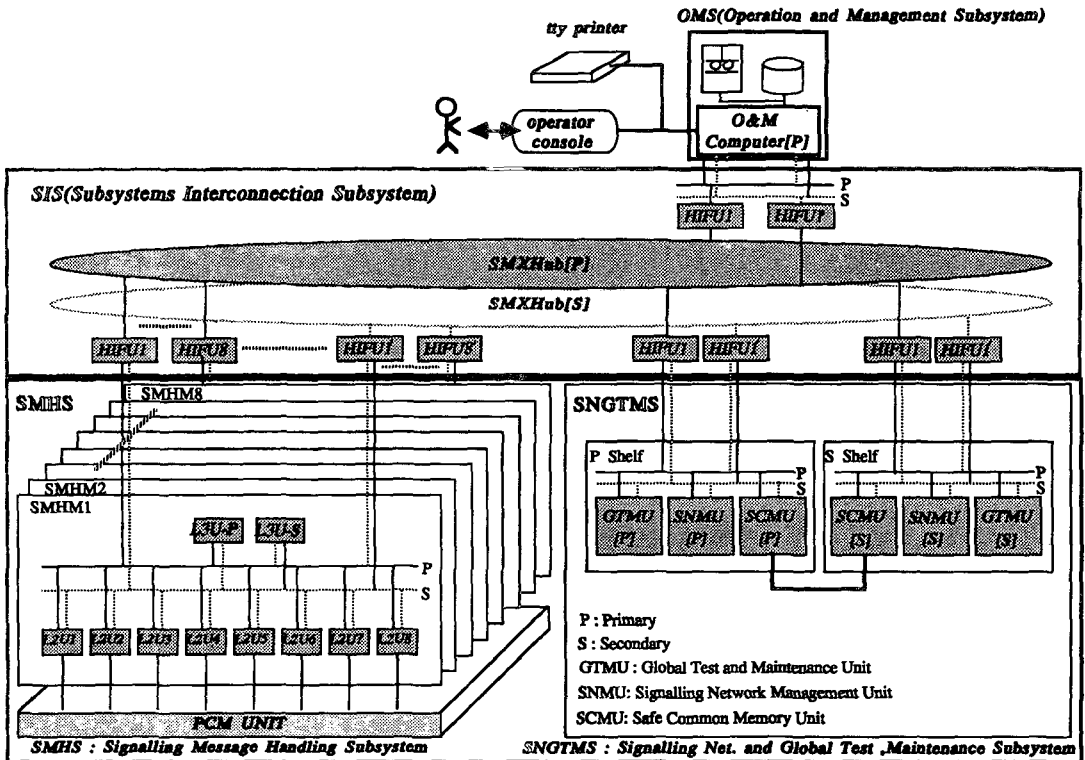 OMS(Operation and Management Subsystem)
tty printer
operator
console
O&M
Computer[P]
SIS(Subsystems Interconnection Subsystem)
P
S
HIFU1
HIFU1'
SMXHub[P]
SMXHub[S]
HIFU1
HIFU8
HIFU1'
HIFU8'
HIFU1
HIFU1'
HIFU1
HIFU1'
SMHS
SMHM8
SMHM2
SMHM1
L3U-P
L3U-S
P
S
L2U1
L2U2
L2U3
L2U4
L2U5
L2U6
L2U7
L2U8
PCM UNIT
SMHS : Signalling Message Handling Subsystem
SNGTMS
P Shelf
P
S
GTMU
[P]
SNMU
[P]
SCMU
[P]
S Shelf
P
S
SCMU
[S]
SNMU
[S]
GTMU
[S]
P : Primary
S : Secondary
GTMU : Global Test and Maintenance Unit
SNMU: Signalling Network Management Unit
SCMU: Safe Common Memory Unit
SNGTMS : Signalling Net. and Global Test ,Maintenance Subsystem